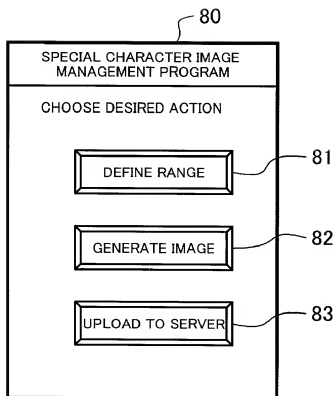 80
SPECIAL CHARACTER IMAGE
MANAGEMENT PROGRAM
CHOOSE DESIRED ACTION
DEFINE RANGE
81
GENERATE IMAGE
82
UPLOAD TO SERVER
83